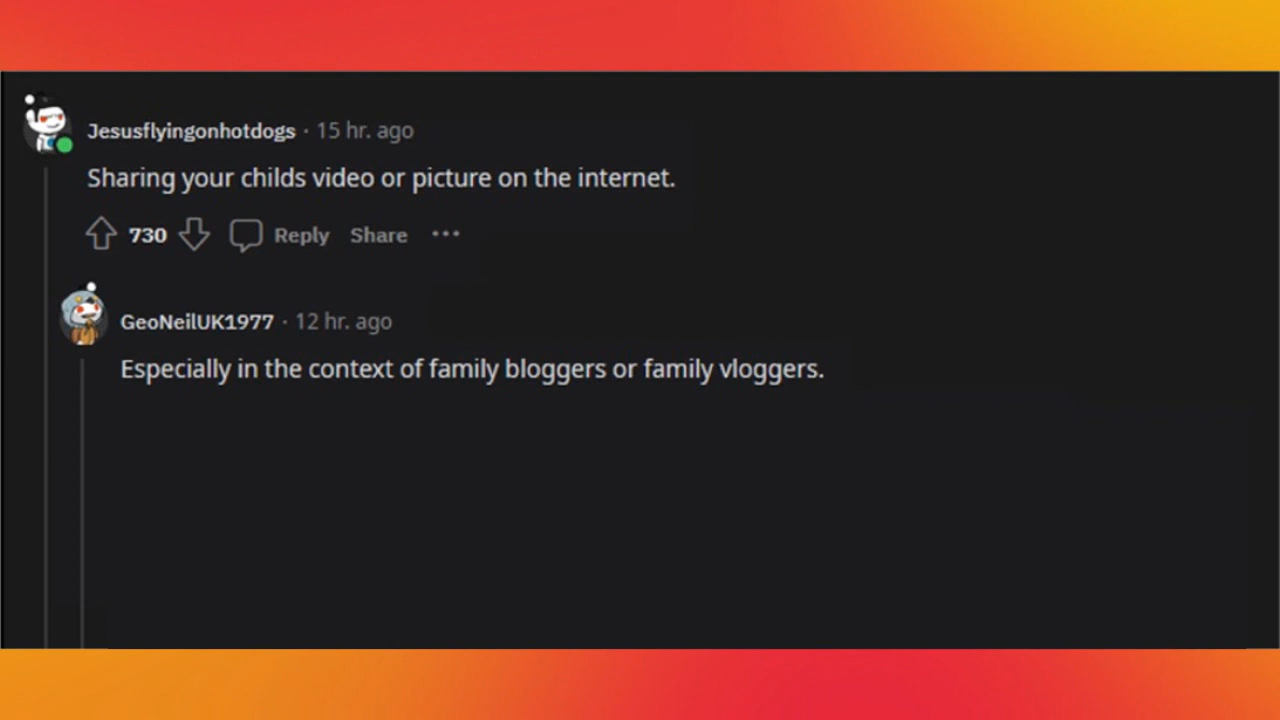 Jesusflyingonhotdogs · 15 hr. ago
Sharing your childs video or picture on the internet.
730 Reply Share ···
GeoNeilUK1977 · 12 hr. ago
Especially in the context of family bloggers or family vloggers.